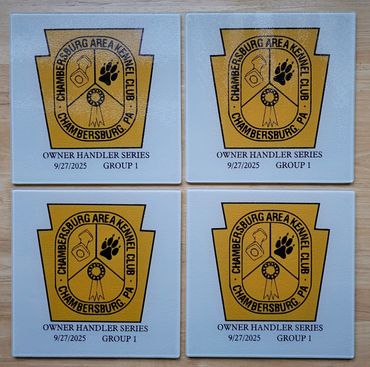 CHAMBERSBURG AREA KENNEL CLUB
· CHAMBERSBURG, PA ·
OWNER HANDLER SERIES
9/27/2025 GROUP 1
CHAMBERSBURG AREA KENNEL CLUB
· CHAMBERSBURG, PA ·
OWNER HANDLER SERIES
9/27/2025 GROUP 1
CHAMBERSBURG AREA KENNEL CLUB
· CHAMBERSBURG, PA ·
OWNER HANDLER SERIES
9/27/2025 GROUP 1
CHAMBERSBURG AREA KENNEL CLUB
· CHAMBERSBURG, PA ·
OWNER HANDLER SERIES
9/27/2025 GROUP 1